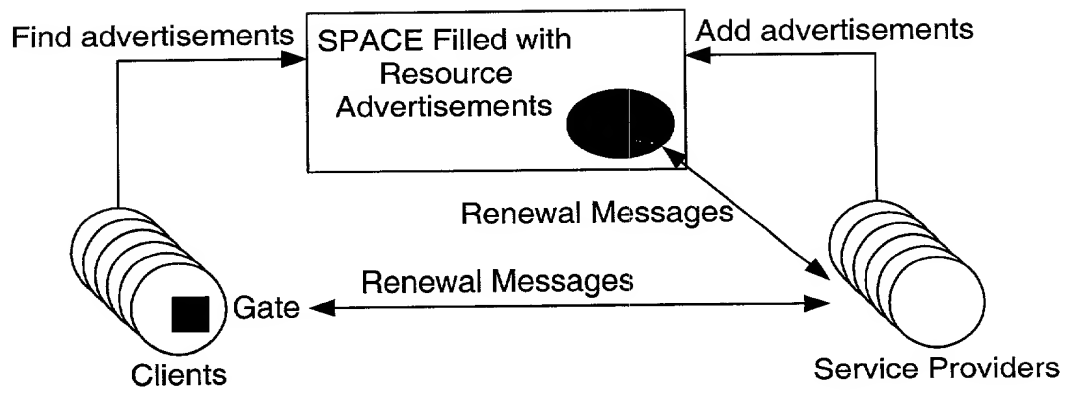 Find advertisements
SPACE Filled with
Resource
Advertisements
Add advertisements
Renewal Messages
Renewal Messages
Gate
Clients
Service Providers